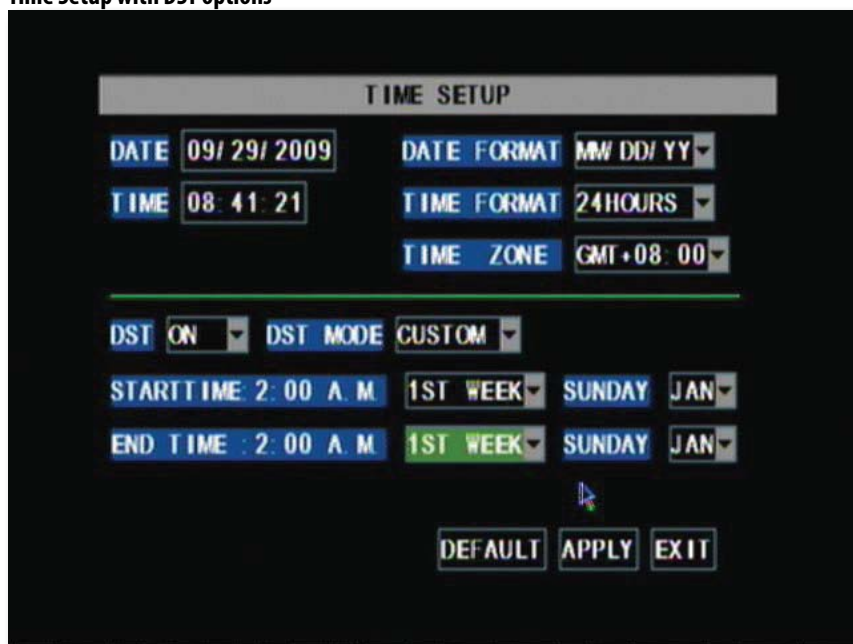 Time Setup with DST options
TIME SETUP
DATE 09/29/2009 DATE FORMAT MM/DD/YY
TIME 08:41:21 TIME FORMAT 24HOURS
TIME ZONE GMT+08:00
DST ON DST MODE CUSTOM
STARTTIME:2:00 A.M. 1ST WEEK SUNDAY JAN
END TIME :2:00 A.M. 1ST WEEK SUNDAY JAN
DEFAULT APPLY EXIT